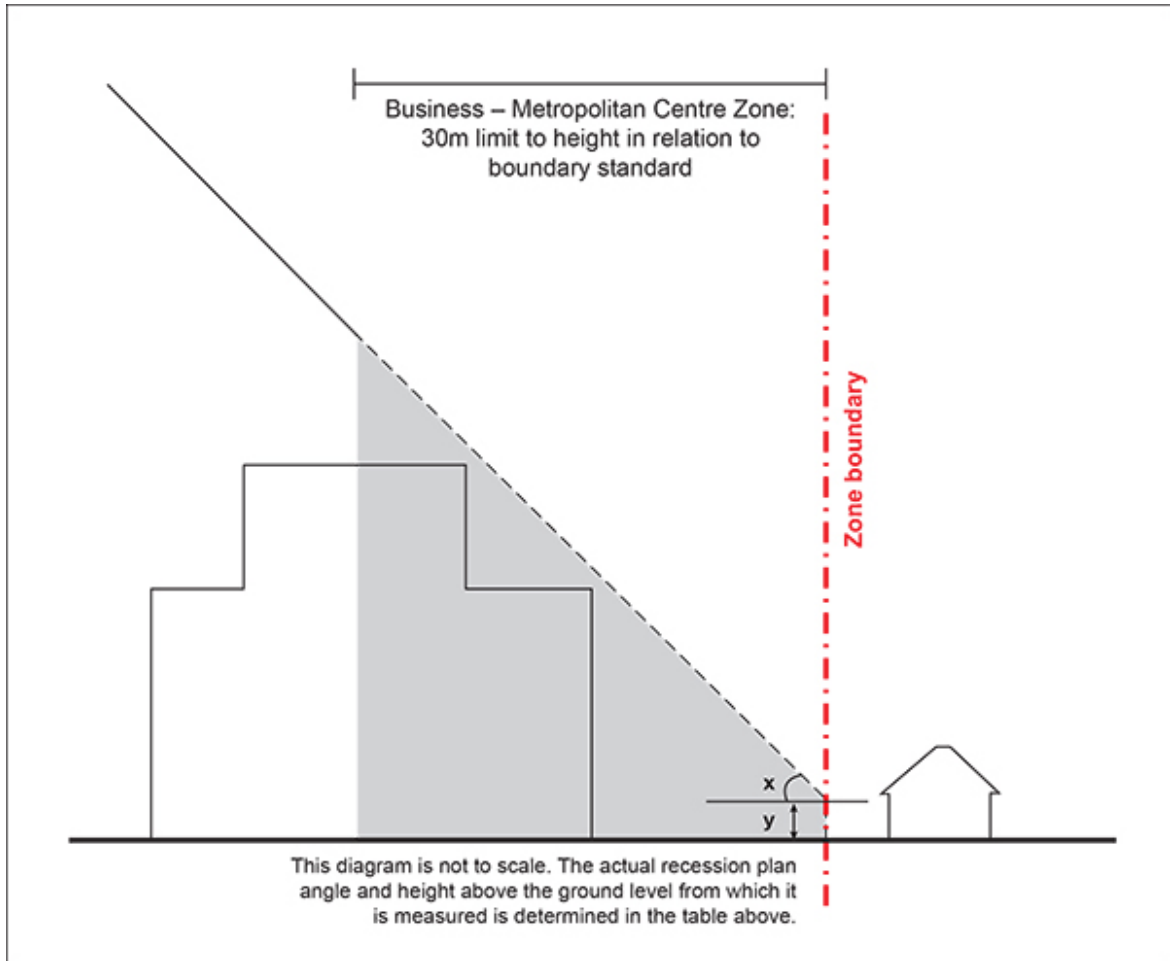 Business – Metropolitan Centre Zone:
30m limit to height in relation to
boundary standard
Zone boundary
x
y
This diagram is not to scale. The actual recession plan
angle and height above the ground level from which it
is measured is determined in the table above.